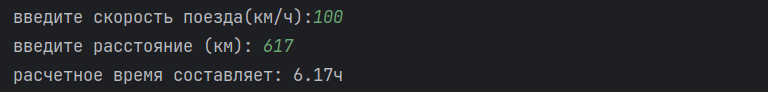 введите скорость поезда(км/ч):100
введите расстояние (км): 617
расчетное время составляет: 6.17ч